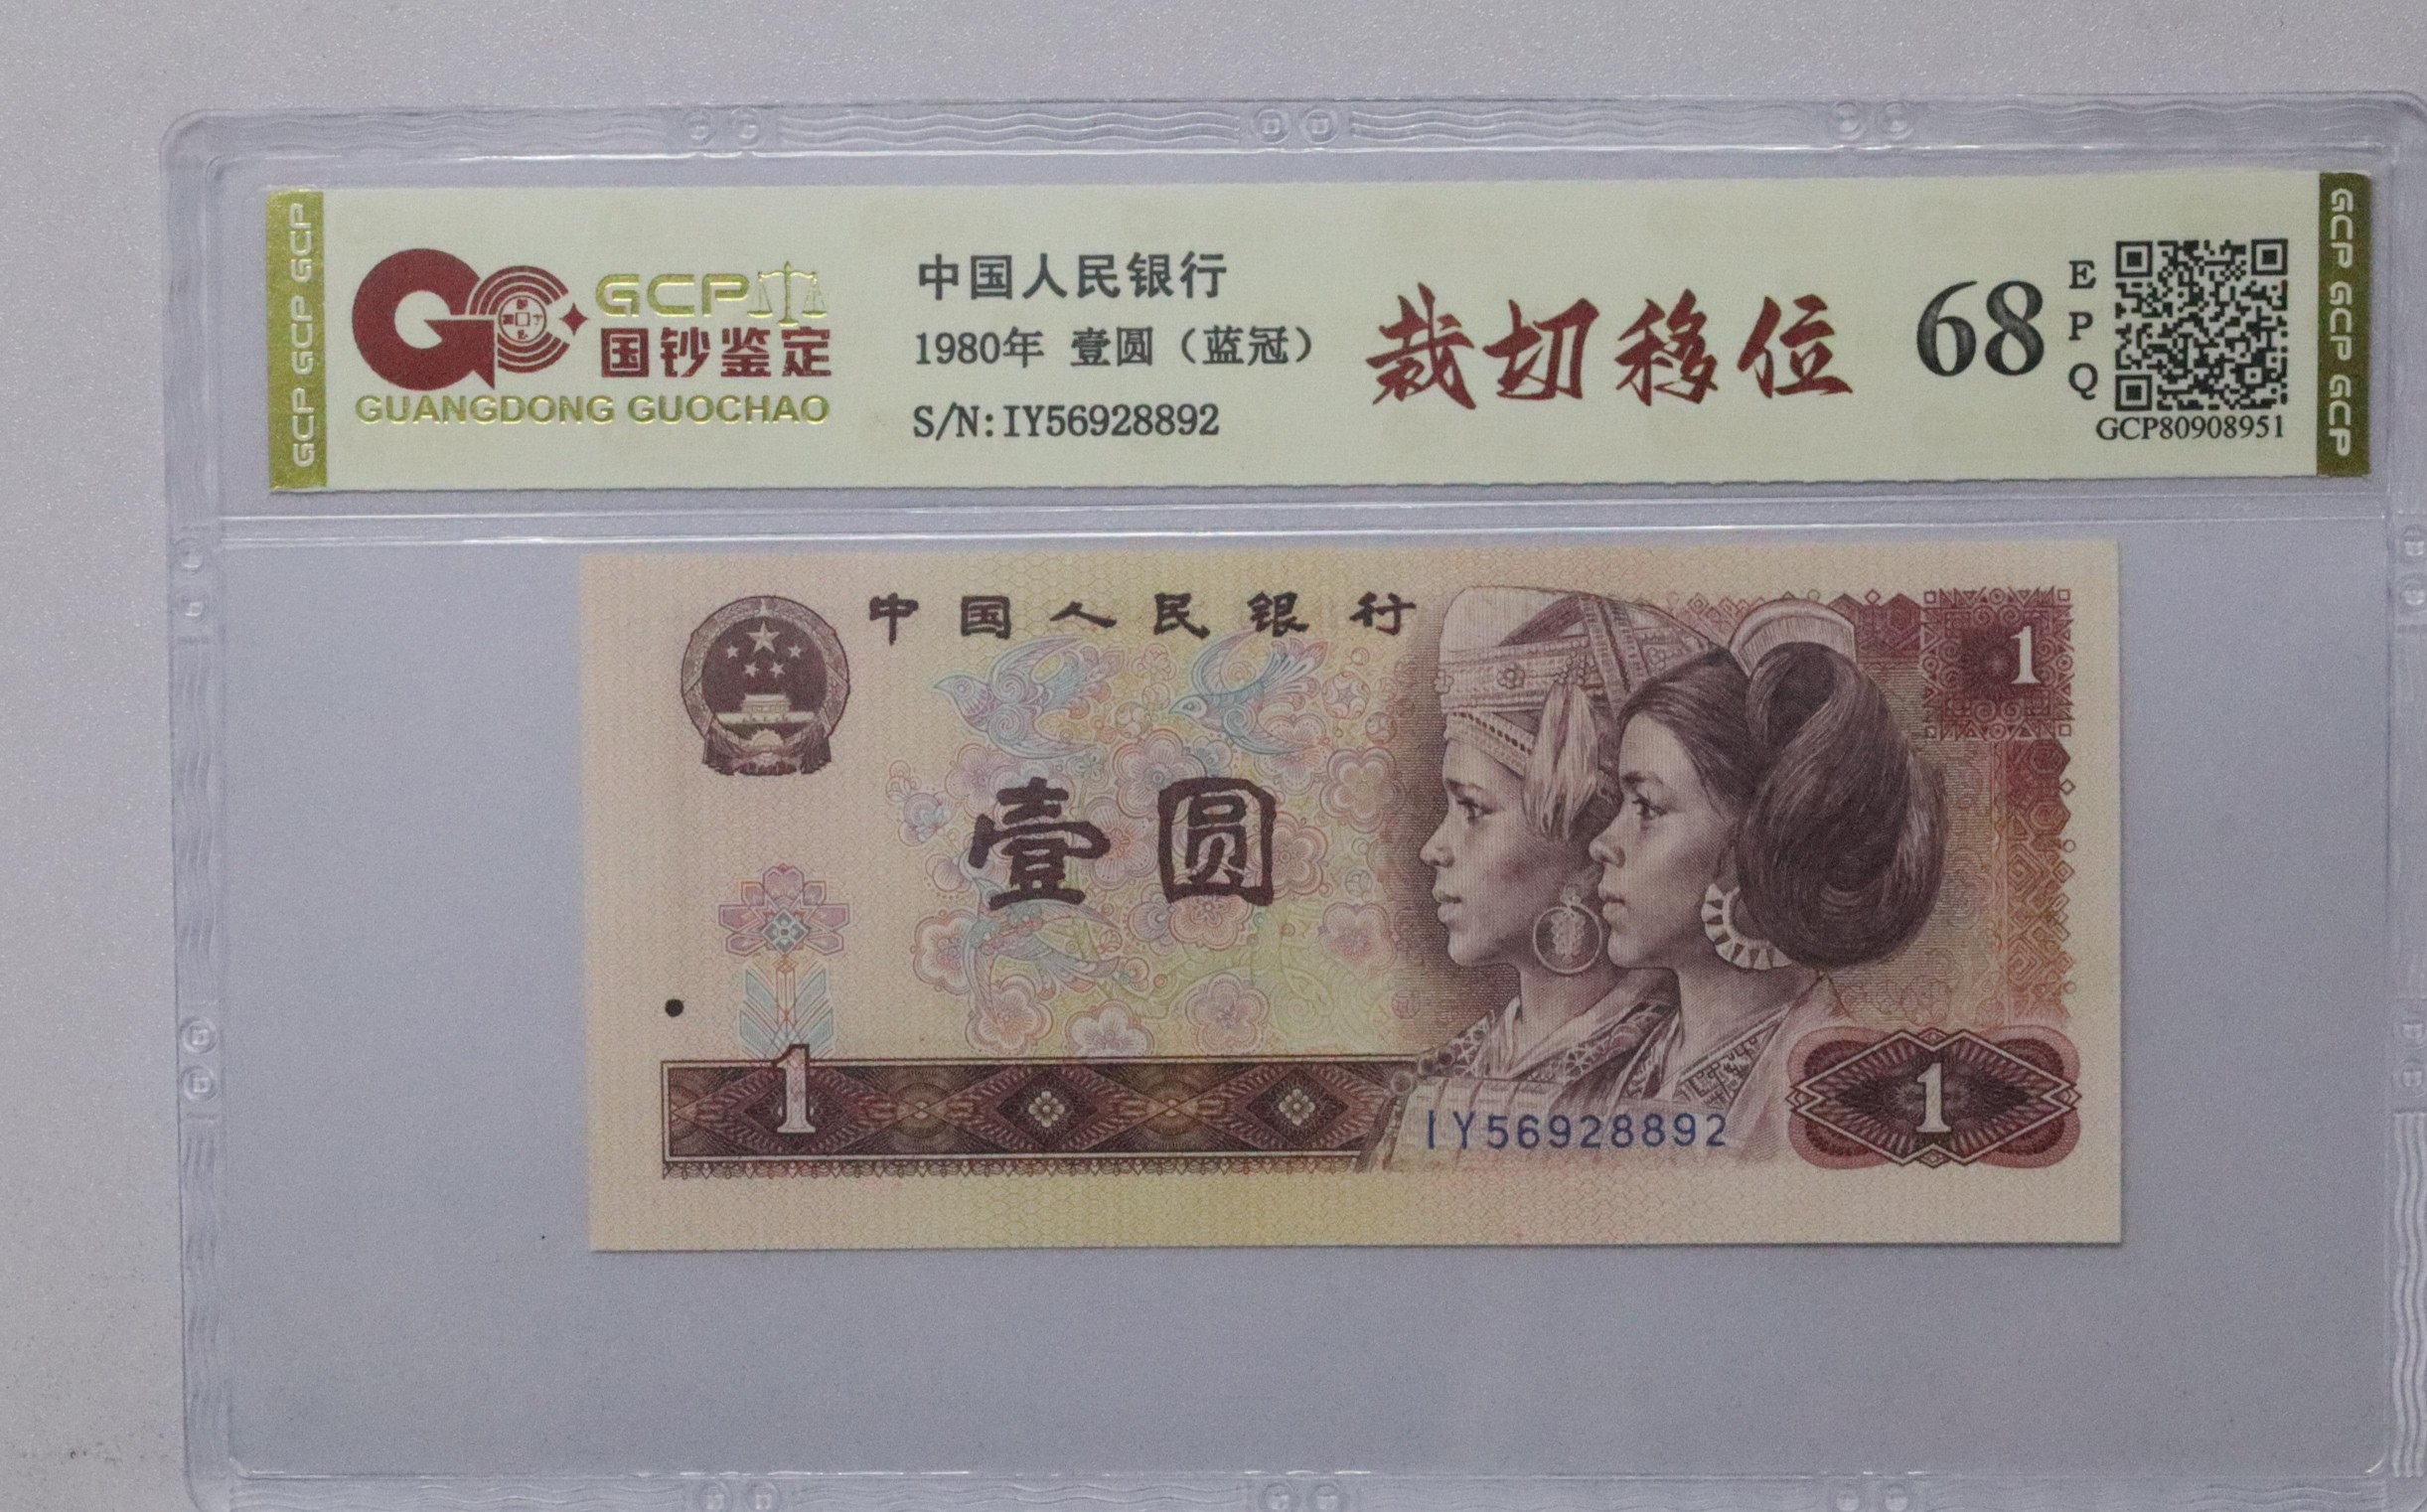 GCP GCP GCP
GCP
国钞鉴定
GUANGDONG GUOCHAO
中国人民银行
1980年 壹圆（蓝冠）
S/N:IY56928892
裁切移位
68
EPQ
GCP80908951
GCP GCP GCP
中国人民银行
1
壹圆
1
IY56928892
1